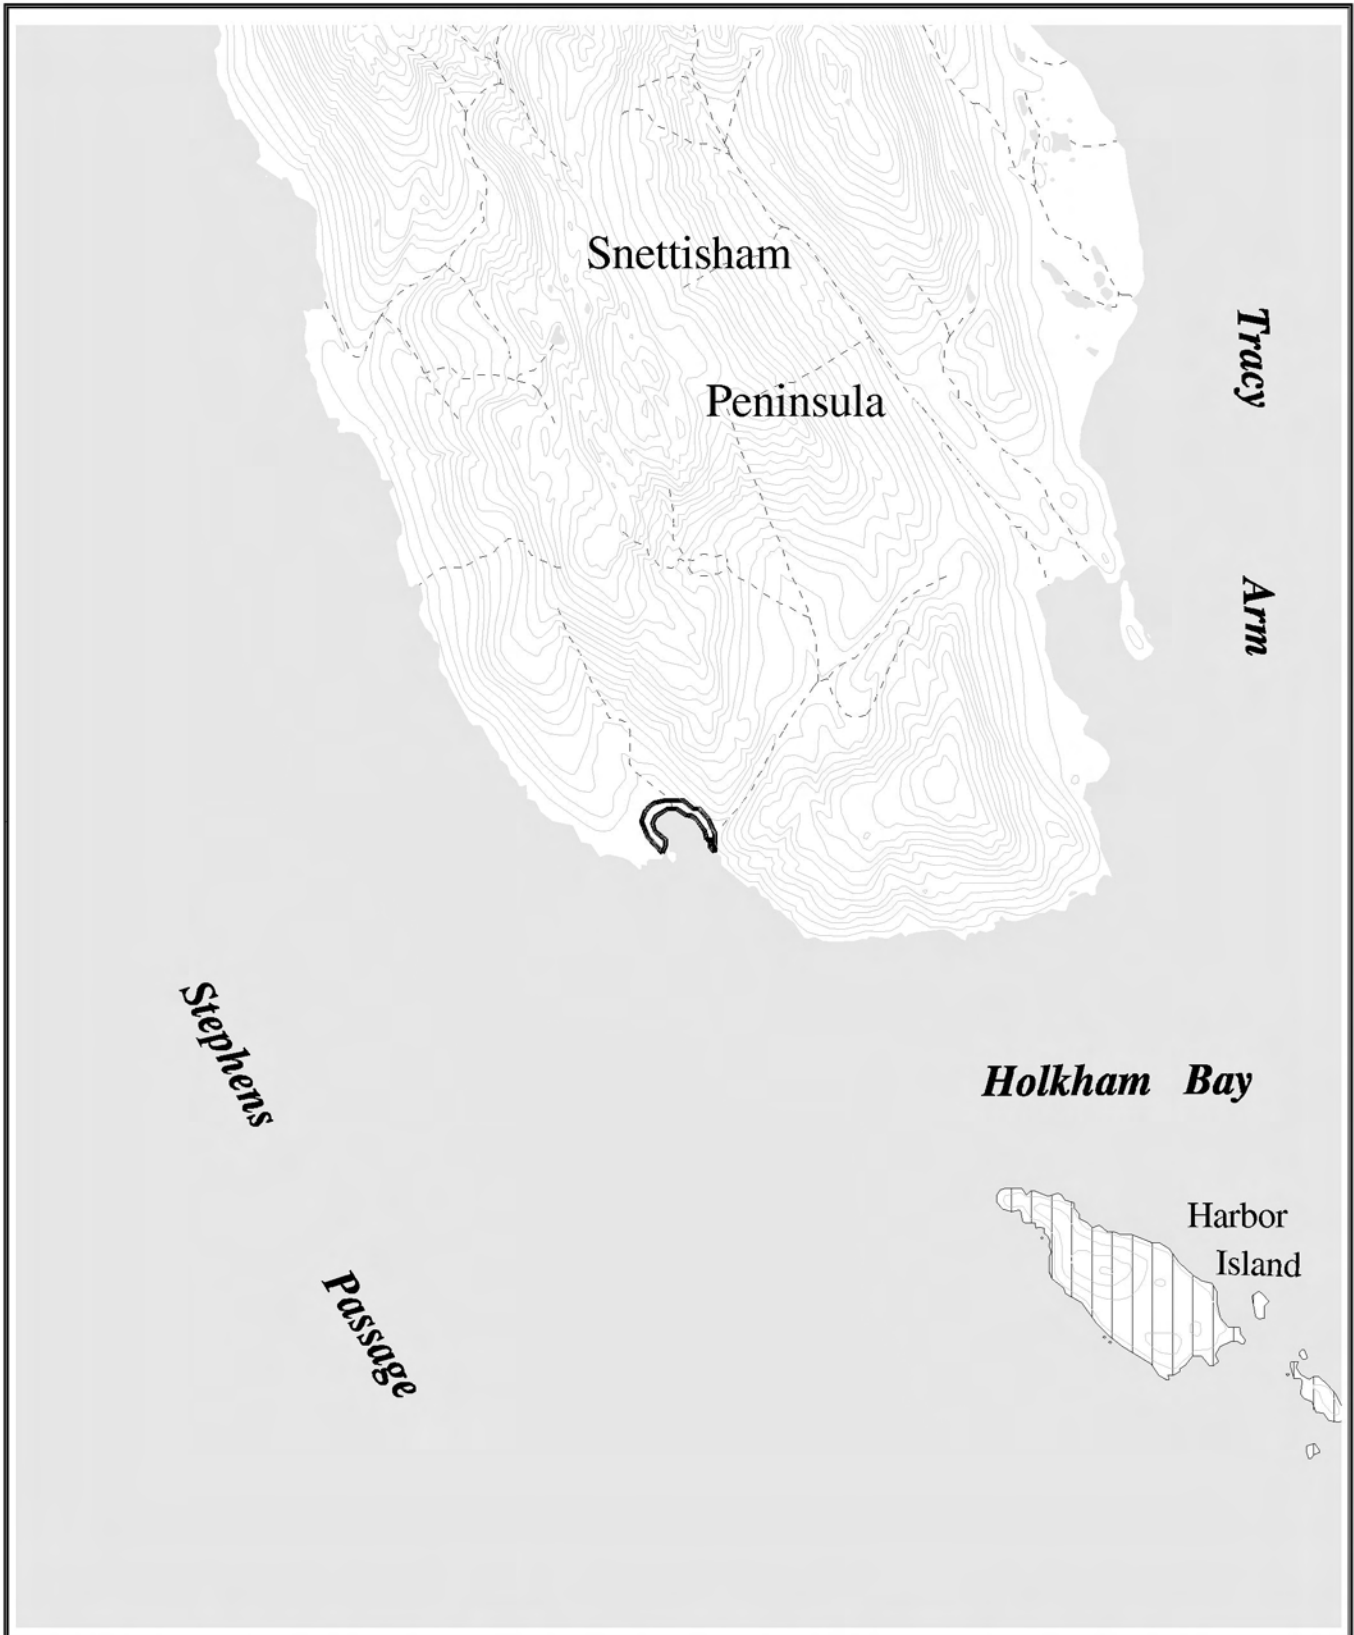 Snettisham
Peninsula
Tracy
Arm
Stephens
Passage
Holkham Bay
Harbor
Island